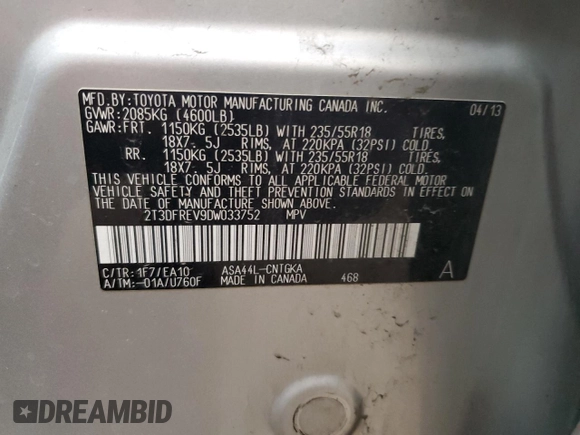 MFD.BY:TOYOTA MOTOR MANUFACTURING CANADA INC. 04/13
GVWR:2085KG (4600LB)
GAWR:FRT. 1150KG (2535LB) WITH 235/55R18 TIRES,
18X7 5J RIMS, AT 220KPA (32PSI) COLD.
RR. 1150KG (2535LB) WITH 235/55R18 TIRES,
18X7 5J RIMS, AT 220KPA (32PSI) COLD.
THIS VEHICLE CONFORMS TO ALL APPLICABLE FEDERAL MOTOR
VEHICLE SAFETY AND THEFT PREVENTION STANDARDS IN EFFECT ON
THE DATE OF MANUFACTURE SHOWN ABOVE.
2T3DFREV9DW033752 MPV
C/TR:1F7/EA10 ASA44L-CNTGKA A
A/TM:-01A/U760F MADE IN CANADA 468
DREAMBID